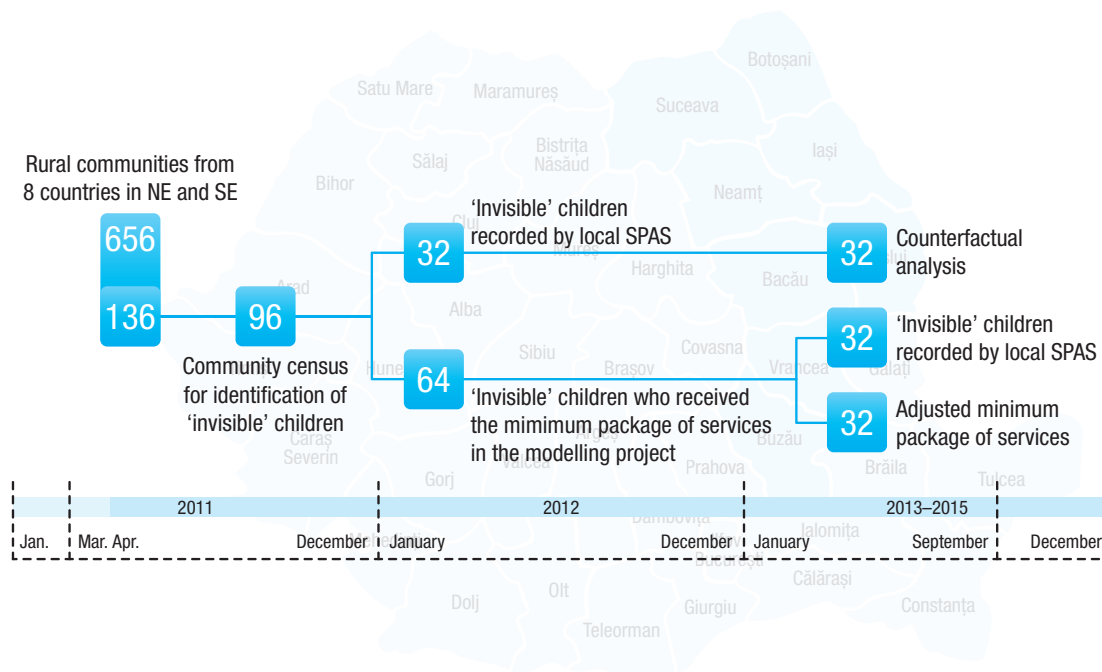 Botoșani
Satu Mare
Maramureș
Suceava
Bistrița
Năsăud
Iași
Sălaj
Bihor
Neamț
Rural communities from
8 countries in NE and SE
656
136
96
Community census
for identification of
'invisible' children
'Invisible' children
recorded by local SPAS
32
64
'Invisible' children who received
the mimimum package of services
in the modelling project
32
Counterfactual
analysis
32
'Invisible' children
recorded by local SPAS
32
Adjusted minimum
package of services
Cluj
Mureș
Harghita
Bacău
Arad
Alba
Sibiu
Brașov
Covasna
Vrancea
Galați
Caraș
Severin
Gorj
Argeș
Prahova
Buzău
Brăila
Tulcea
2011
2012
2013–2015
Jan.
Mar. Apr.
December
January
December
January
September
December
Dâmbovița
Ialomița
București
Călărași
Dolj
Olt
Giurgiu
Constanța
Teleorman